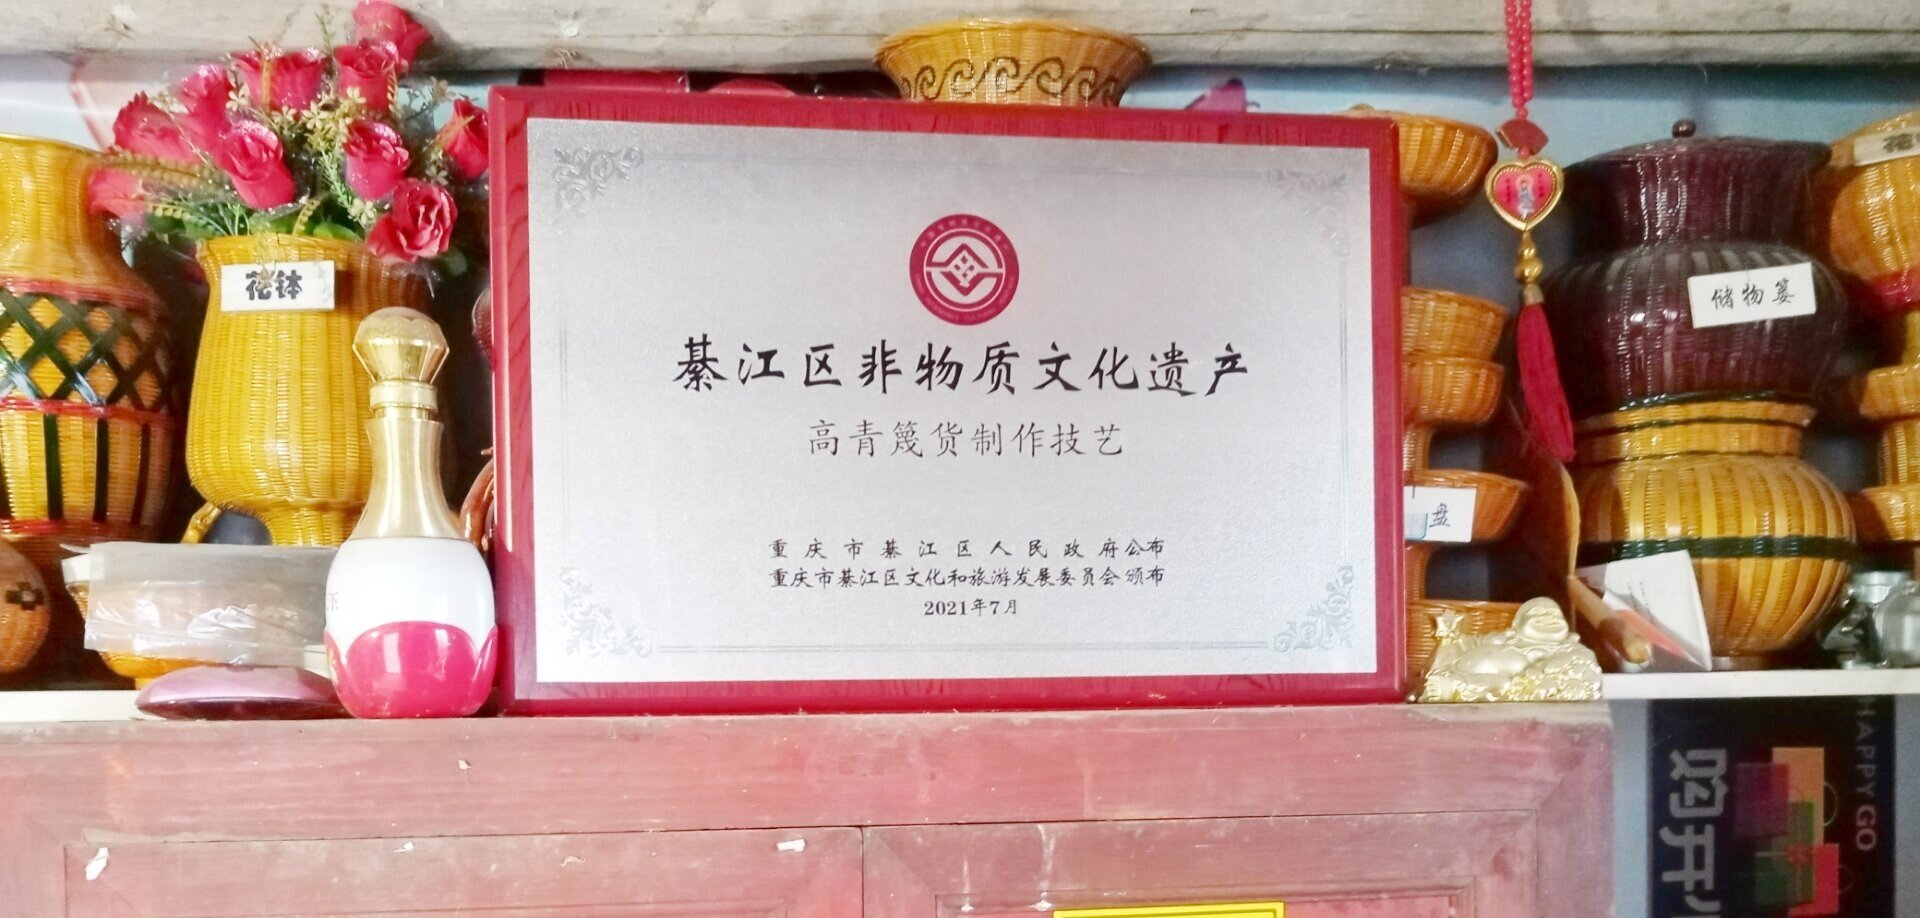 綦江区非物质文化遗产
高青篾货制作技艺
重庆市綦江区人民政府公布
重庆市綦江区文化和旅游发展委员会颁布
2021年7月
花钵
储物篓
盘
HAPPY GO
购开心